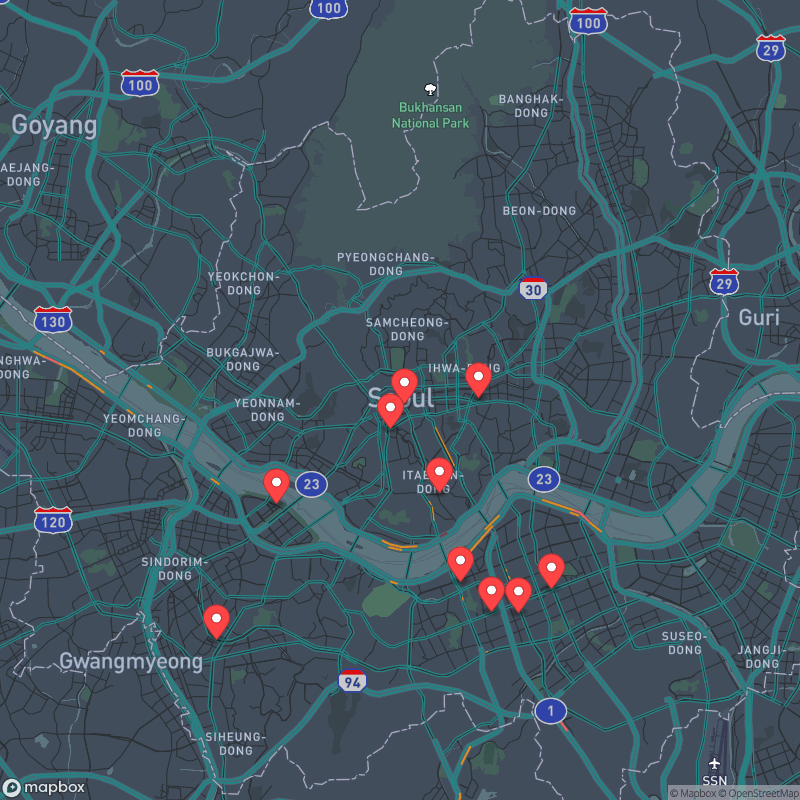 100
100
100
29
Goyang
Bukhansan
National Park
BANGHAK-
DONG
AEJANG-
DONG
BEON-DONG
PYEONGCHANG-
DONG
YEOKCHON-
DONG
30
29
130
Guri
SAMCHEONG-
DONG
BUKGAJWA-
DONG
NGHWA-
DONG
IHWA-DONG
YEONNAM-
DONG
Seoul
YEOMCHANG-
DONG
ITAEWON-
DONG
23
23
120
SINDORIM-
DONG
SUSEO-
DONG
JANGJI-
DONG
Gwangmyeong
94
1
SIHEUNG-
DONG
SSN
mapbox
© Mapbox © OpenStreetMap